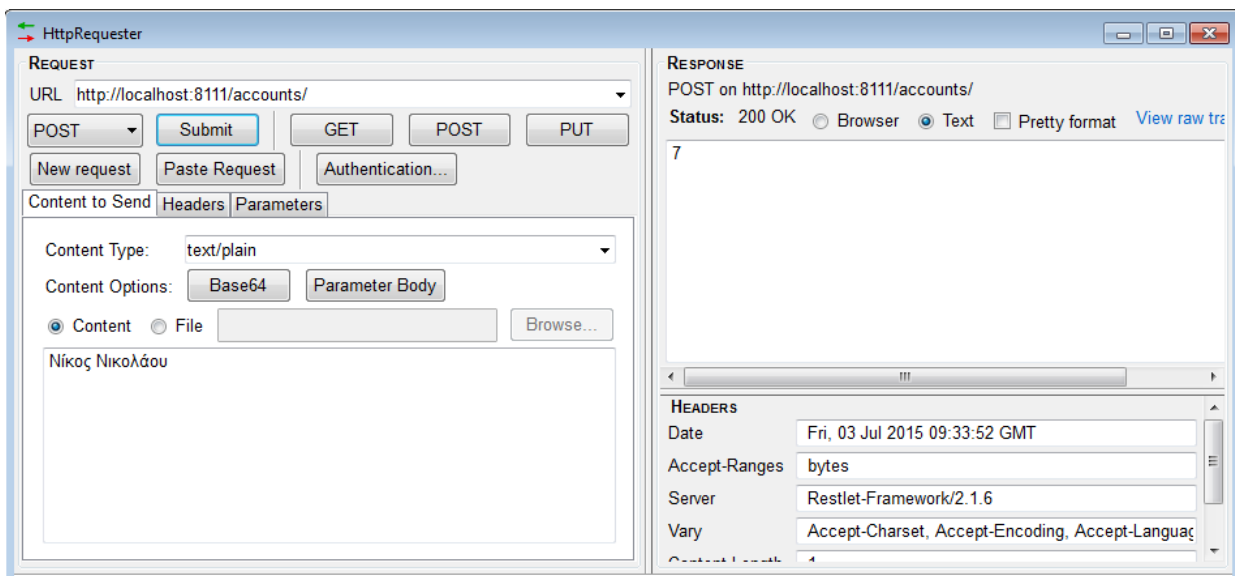 HttpRequester
REQUEST
URL http://localhost:8111/accounts/
POST Submit GET POST PUT
New request Paste Request Authentication...
Content to Send Headers Parameters
Content Type: text/plain
Content Options: Base64 Parameter Body
Content File Browse...
Νίκος Νικολάου
RESPONSE
POST on http://localhost:8111/accounts/
Status: 200 OK Browser Text Pretty format View raw tra
7
HEADERS
Date Fri, 03 Jul 2015 09:33:52 GMT
Accept-Ranges bytes
Server Restlet-Framework/2.1.6
Vary Accept-Charset, Accept-Encoding, Accept-Languag